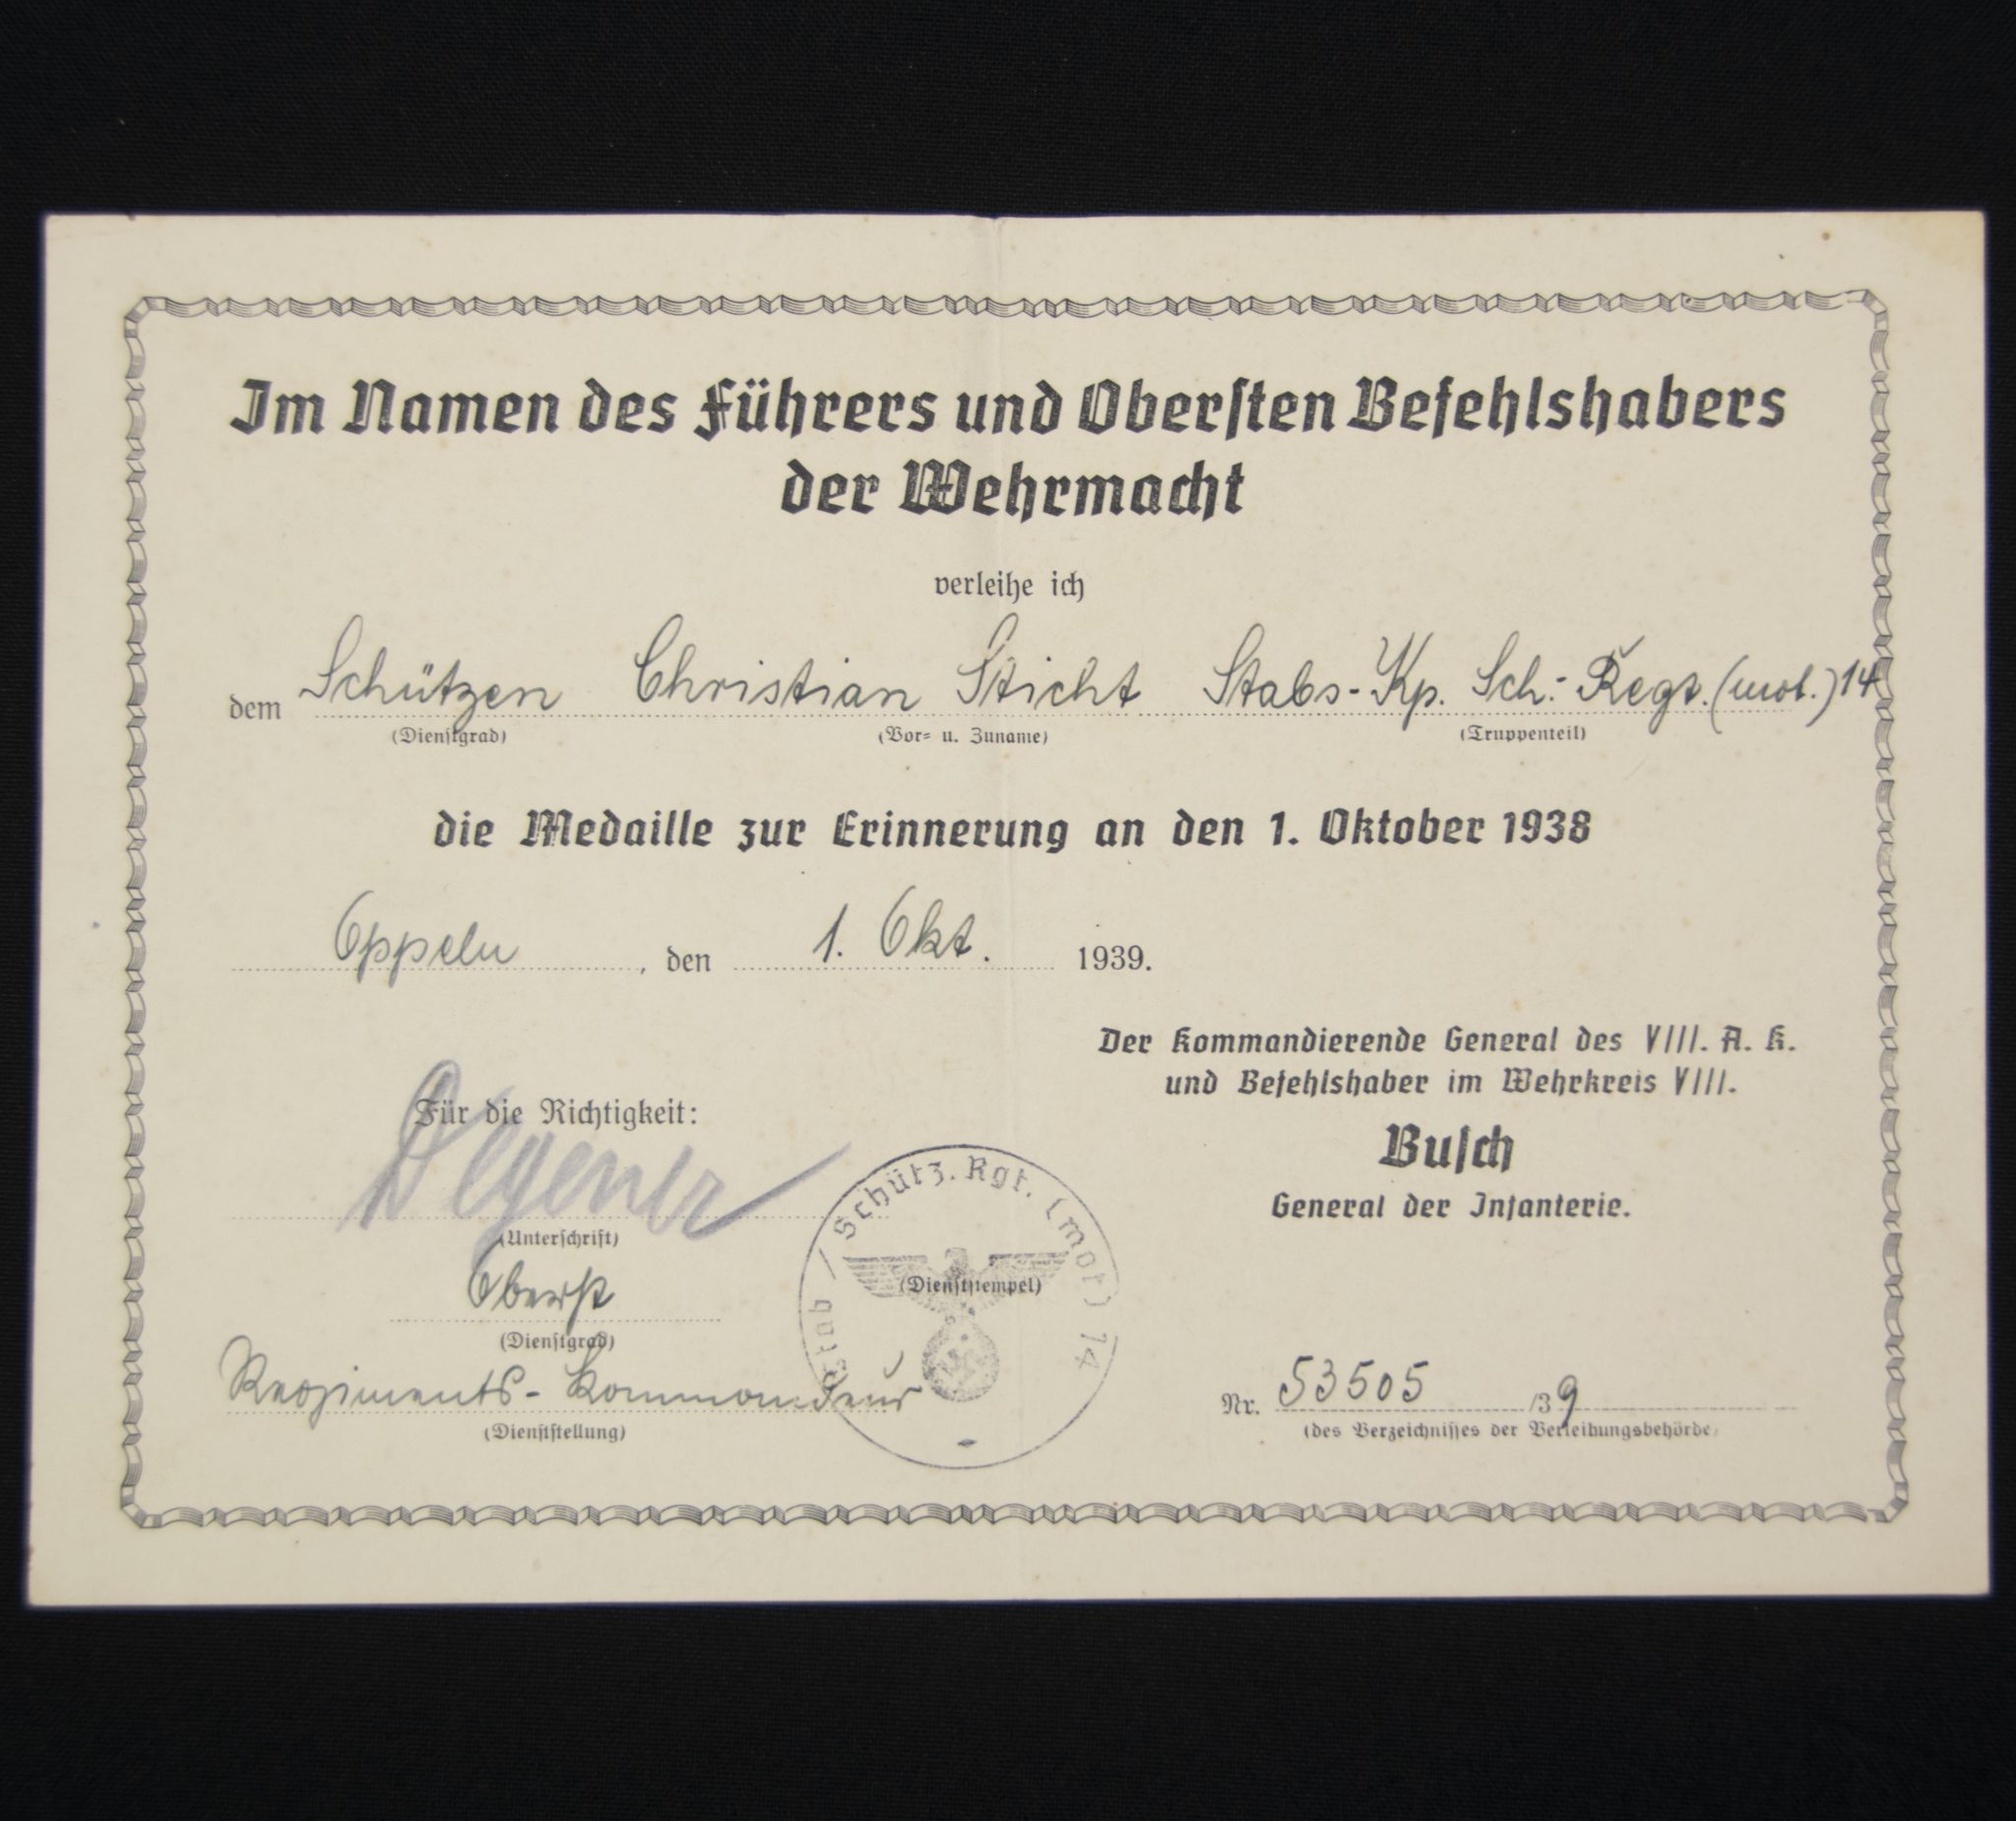 Im Namen des Führers und Obersten Befehlshabers
der Wehrmacht
verleihe ich
dem Schützen Christian Sticht Stabs-Kp. Sch.-Regt. (mot.) 14
(Dienstgrad) (Vor- u. Zuname) (Truppenteil)
die Medaille zur Erinnerung an den 1. Oktober 1938
Oppeln, den 1. Okt. 1939.
Der Kommandierende General des VIII. A. K.
und Befehlshaber im Wehrkreis VIII.
Busch
General der Infanterie.
Für die Richtigkeit:
Degener
(Unterschrift)
Oberst
(Dienstgrad)
Regiments-Kommandeur
(Dienststellung)
Stab / Schütz. Rgt. (mot) 14
(Dienststempel)
Nr. 53505 /39
(des Verzeichnisses der Verleihungsbehörde)